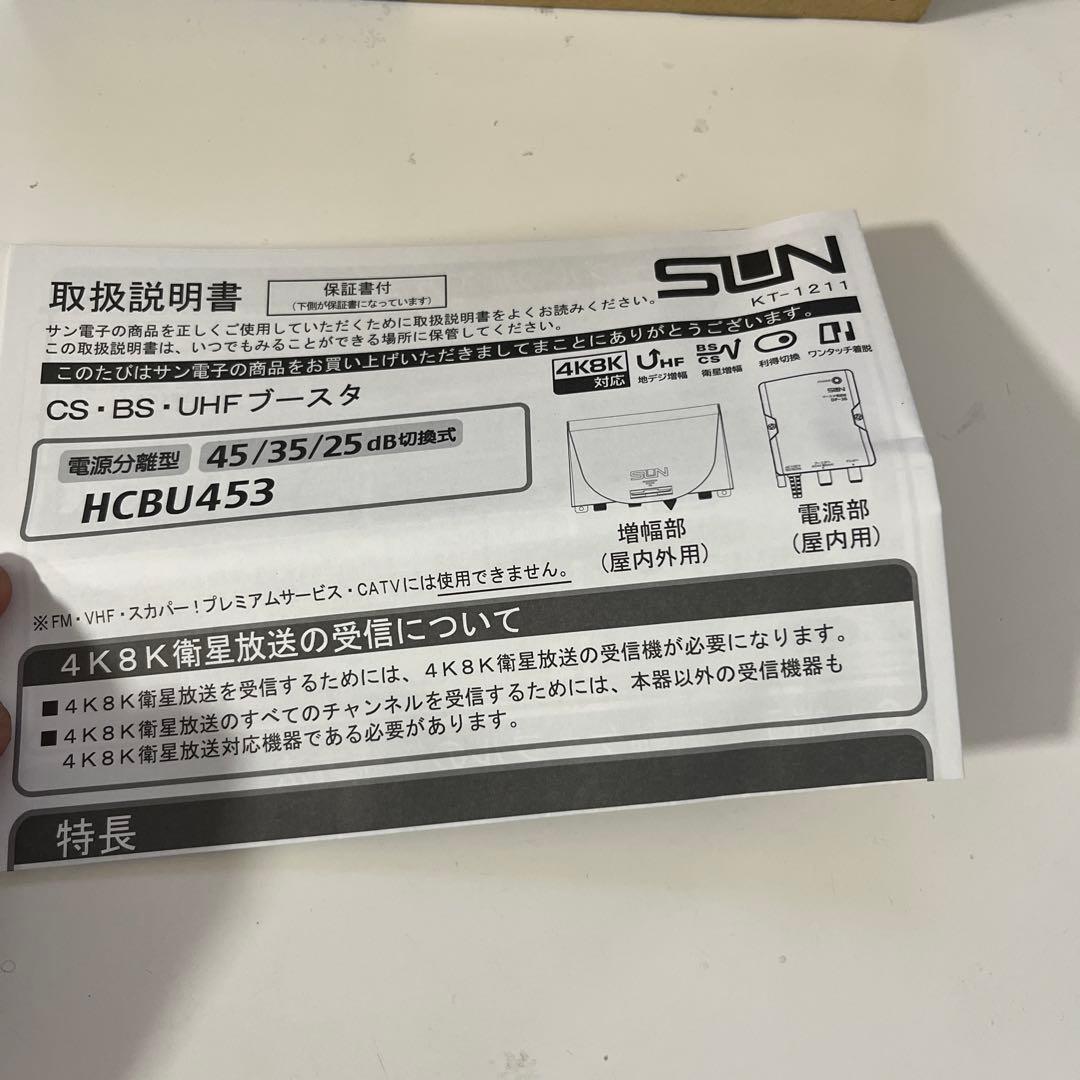 取扱説明書
保証書付
(下側が保証書になっています)
SUN
KT-1211
サン電子の商品を正しくご使用していただくために取扱説明書をよくお読みください。
この取扱説明書は、いつでもみることができる場所に保管してください。
このたびはサン電子の商品をお買い上げいただきましてまことにありがとうございます。
CS・BS・UHFブースタ
4K8K
対応
UHF
地デジ増幅
BS
CS
衛星増幅
利得切換
ワンタッチ着脱
電源分離型 45/35/25dB切換式
HCBU453
SUN
SUN
増幅部
(屋内外用)
電源部
(屋内用)
※FM・VHF・スカパー!プレミアムサービス・CATVには使用できません。
4K8K衛星放送の受信について
■4K8K衛星放送を受信するためには、4K8K衛星放送の受信機が必要になります。
■4K8K衛星放送のすべてのチャンネルを受信するためには、本器以外の受信機器も
4K8K衛星放送対応機器である必要があります。
特長